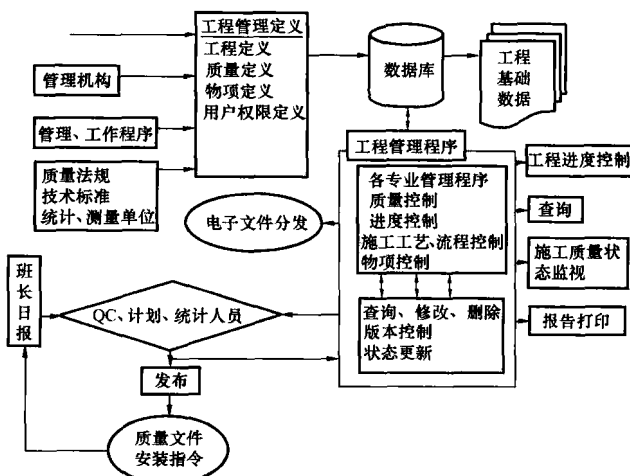 工程管理定义
工程定义
质量定义
物项定义
用户权限定义
管理机构
管理、工作程序
质量法规
技术标准
统计、测量单位
数据库
工程
基础
数据
工程管理程序
各专业管理程序
质量控制
进度控制
施工工艺、流程控制
物项控制
查询、修改、删除
版本控制
状态更新
工程进度控制
查询
施工质量状
态监视
报告打印
电子文件分发
班长日报
QC、计划、统计人员
发布
质量文件
安装指令